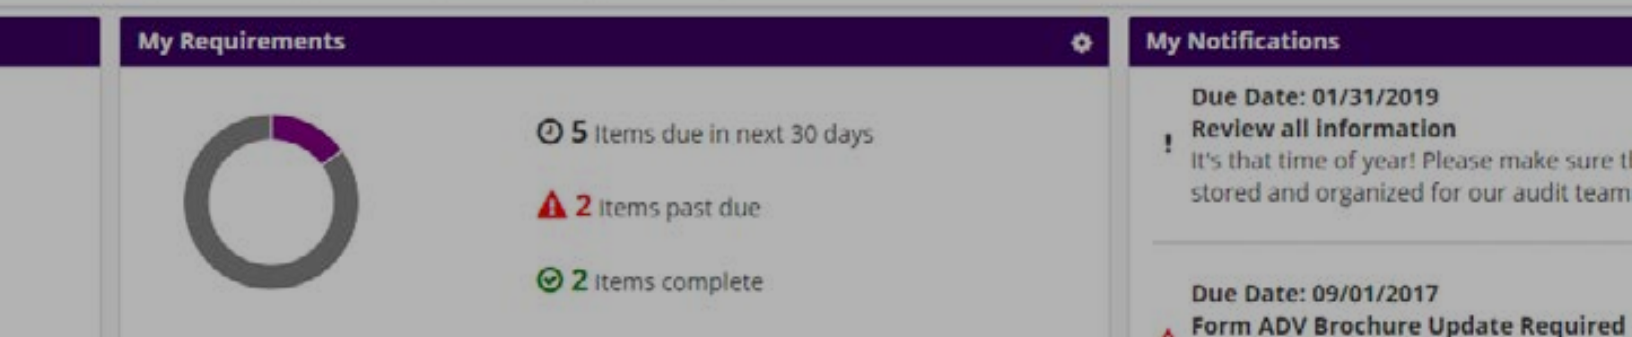 My Requirements
5 Items due in next 30 days
2 Items past due
2 Items complete
My Notifications
Due Date: 01/31/2019
Review all information
It's that time of year! Please make sure
stored and organized for our audit team
Due Date: 09/01/2017
Form ADV Brochure Update Required